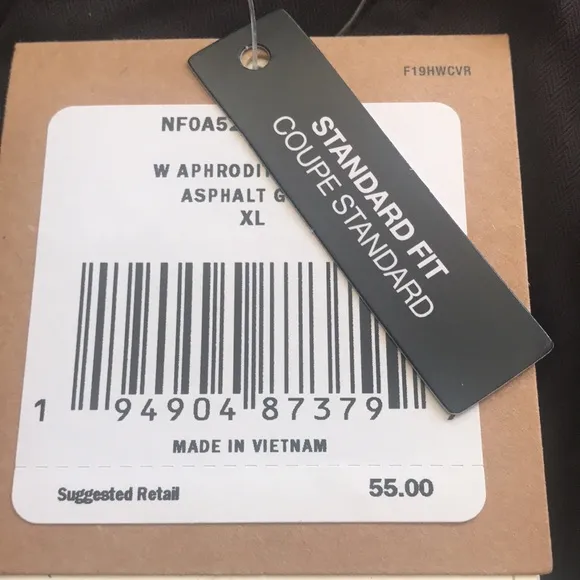 F19HWCVR
NF0A52
STANDARD FIT
COUPE STANDARD
W APHRODIT
ASPHALT G
XL
1 94904 87379
MADE IN VIETNAM
Suggested Retail 55.00